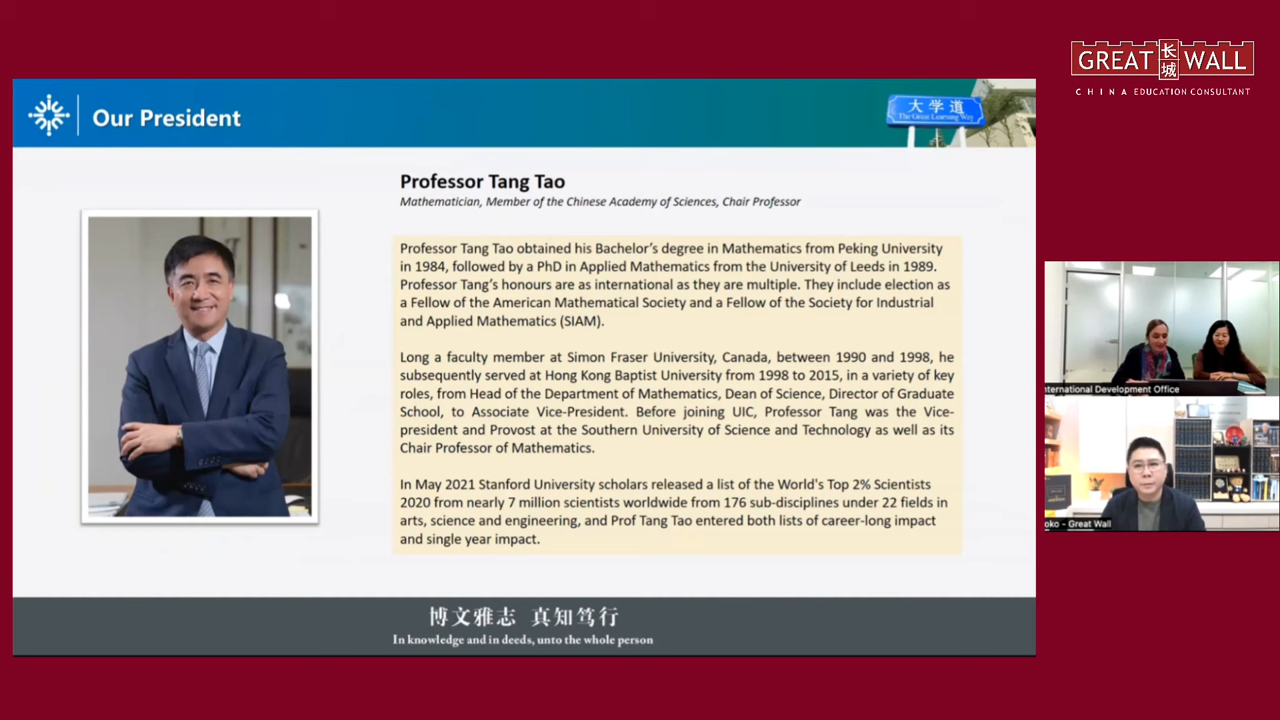 GREAT 长城 WALL
CHINA EDUCATION CONSULTANT
Our President
大学道
The Great Learning Way
Professor Tang Tao
Mathematician, Member of the Chinese Academy of Sciences, Chair Professor
Professor Tang Tao obtained his Bachelor's degree in Mathematics from Peking University
in 1984, followed by a PhD in Applied Mathematics from the University of Leeds in 1989.
Professor Tang's honours are as international as they are multiple. They include election as
a Fellow of the American Mathematical Society and a Fellow of the Society for Industrial
and Applied Mathematics (SIAM).
Long a faculty member at Simon Fraser University, Canada, between 1990 and 1998, he
subsequently served at Hong Kong Baptist University from 1998 to 2015, in a variety of key
roles, from Head of the Department of Mathematics, Dean of Science, Director of Graduate
School, to Associate Vice-President. Before joining UIC, Professor Tang was the Vice-
president and Provost at the Southern University of Science and Technology as well as its
Chair Professor of Mathematics.
In May 2021 Stanford University scholars released a list of the World's Top 2% Scientists
2020 from nearly 7 million scientists worldwide from 176 sub-disciplines under 22 fields in
arts, science and engineering, and Prof Tang Tao entered both lists of career-long impact
and single year impact.
博文雅志 真知笃行
In knowledge and in deeds, unto the whole person
nternational Development Office
oko - Great Wall